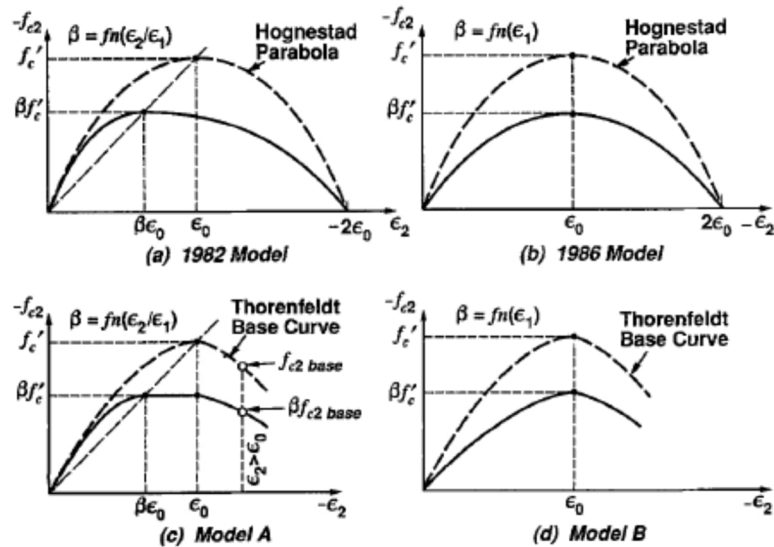 -fc2
β = fn(ϵ2/ϵ1)
Hognestad
Parabola
fc′
βfc′
βϵ0
ϵ0
-2ϵ0
ϵ2
(a) 1982 Model
-fc2
β = fn(ϵ1)
Hognestad
Parabola
fc′
βfc′
ϵ0
2ϵ0
-ϵ2
(b) 1986 Model
-fc2
β = fn(ϵ2/ϵ1)
Thorenfeldt
Base Curve
fc′
fc2 base
βfc′
βfc2 base
ϵ2>ϵ0
βϵ0
ϵ0
-ϵ2
(c) Model A
-fc2
β = fn(ϵ1)
Thorenfeldt
Base Curve
fc′
βfc′
ϵ0
-ϵ2
(d) Model B